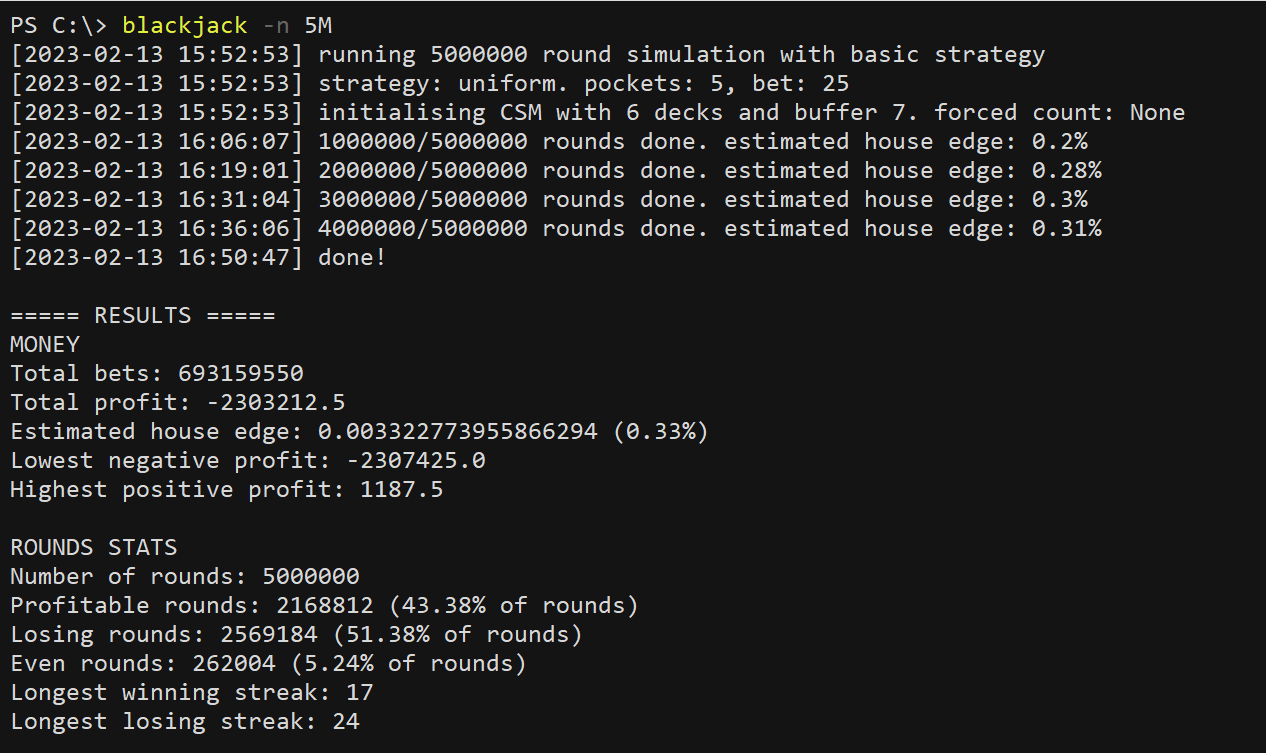 PS C:\> blackjack -n 5M
[2023-02-13 15:52:53] running 5000000 round simulation with basic strategy
[2023-02-13 15:52:53] strategy: uniform. pockets: 5, bet: 25
[2023-02-13 15:52:53] initialising CSM with 6 decks and buffer 7. forced count: None
[2023-02-13 16:06:07] 1000000/5000000 rounds done. estimated house edge: 0.2%
[2023-02-13 16:19:01] 2000000/5000000 rounds done. estimated house edge: 0.28%
[2023-02-13 16:31:04] 3000000/5000000 rounds done. estimated house edge: 0.3%
[2023-02-13 16:36:06] 4000000/5000000 rounds done. estimated house edge: 0.31%
[2023-02-13 16:50:47] done!

===== RESULTS =====
MONEY
Total bets: 693159550
Total profit: -2303212.5
Estimated house edge: 0.003322773955866294 (0.33%)
Lowest negative profit: -2307425.0
Highest positive profit: 1187.5

ROUNDS STATS
Number of rounds: 5000000
Profitable rounds: 2168812 (43.38% of rounds)
Losing rounds: 2569184 (51.38% of rounds)
Even rounds: 262004 (5.24% of rounds)
Longest winning streak: 17
Longest losing streak: 24